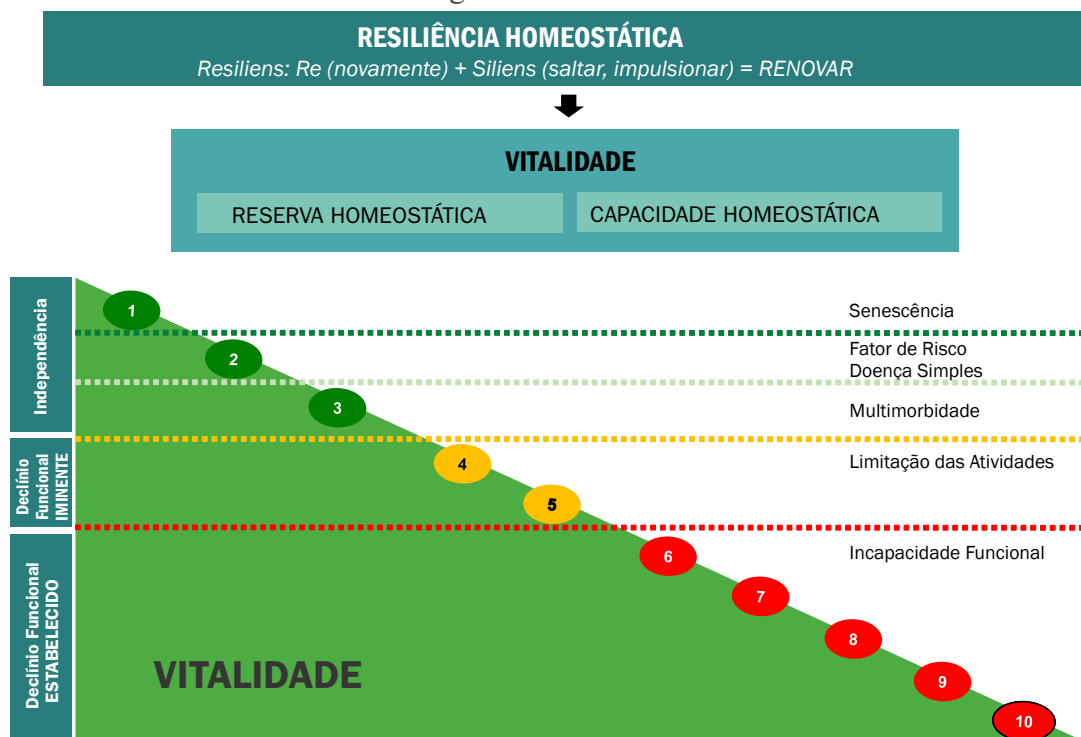 RESILIÊNCIA HOMEOSTÁTICA
Resiliens: Re (novamente) + Siliens (saltar, impulsionar) = RENOVAR
VITALIDADE
RESERVA HOMEOSTÁTICA
CAPACIDADE HOMEOSTÁTICA
Independência
1
Senescência
2
Fator de Risco
Doença Simples
3
Multimorbidade
Declínio
Funcional
IMINENTE
4
Limitação das Atividades
5
Declínio Funcional
ESTABELECIDO
6
Incapacidade Funcional
7
8
VITALIDADE
9
10